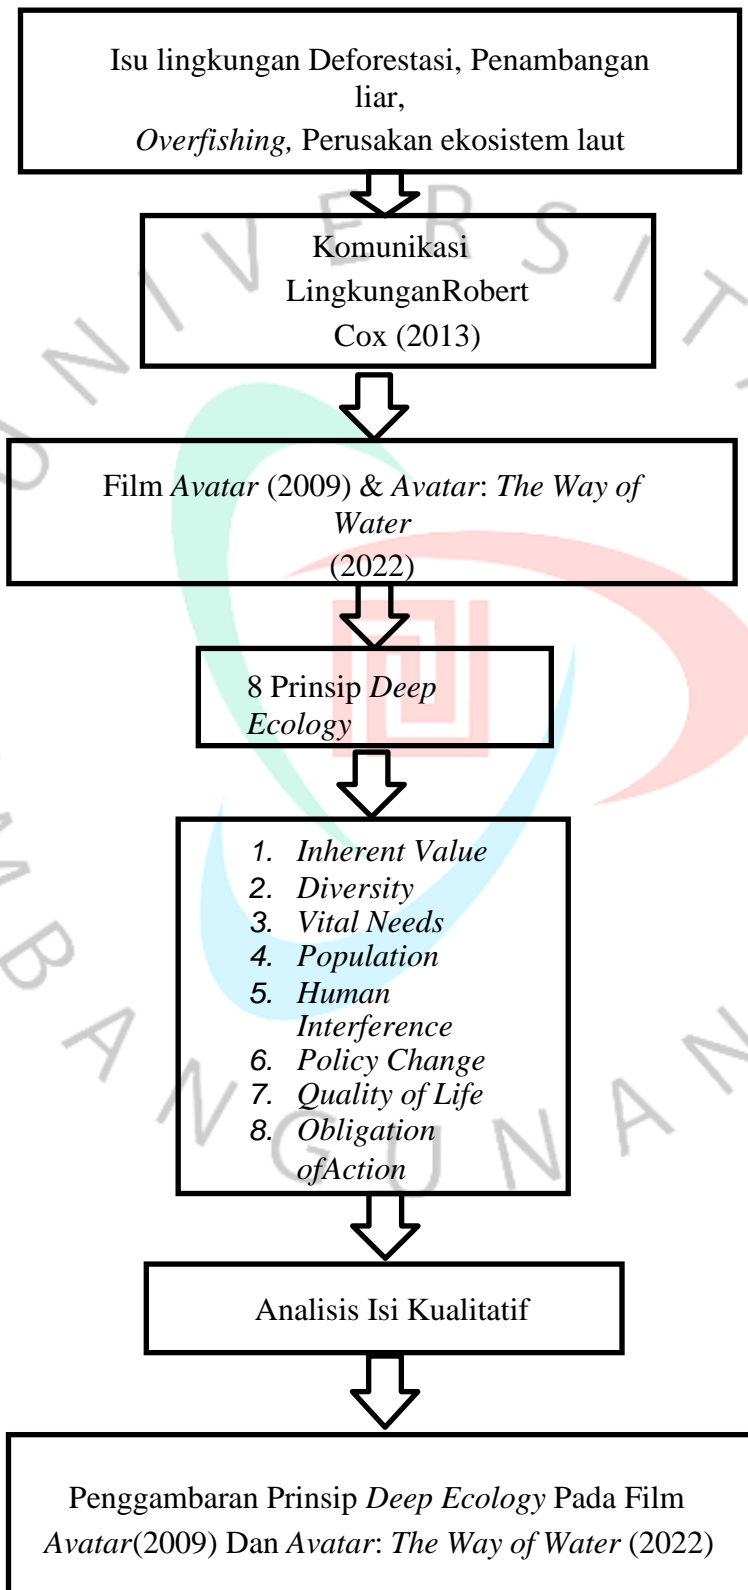 Isu lingkungan Deforestasi, Penambangan
liar,
Overfishing, Perusakan ekosistem laut
Komunikasi
LingkunganRobert
Cox (2013)
Film Avatar (2009) & Avatar: The Way of
Water
(2022)
8 Prinsip Deep
Ecology
1. Inherent Value
2. Diversity
3. Vital Needs
4. Population
5. Human
Interference
6. Policy Change
7. Quality of Life
8. Obligation
ofAction
Analisis Isi Kualitatif
Penggambaran Prinsip Deep Ecology Pada Film
Avatar(2009) Dan Avatar: The Way of Water (2022)
UNIVERSITA
MBANGUNAN